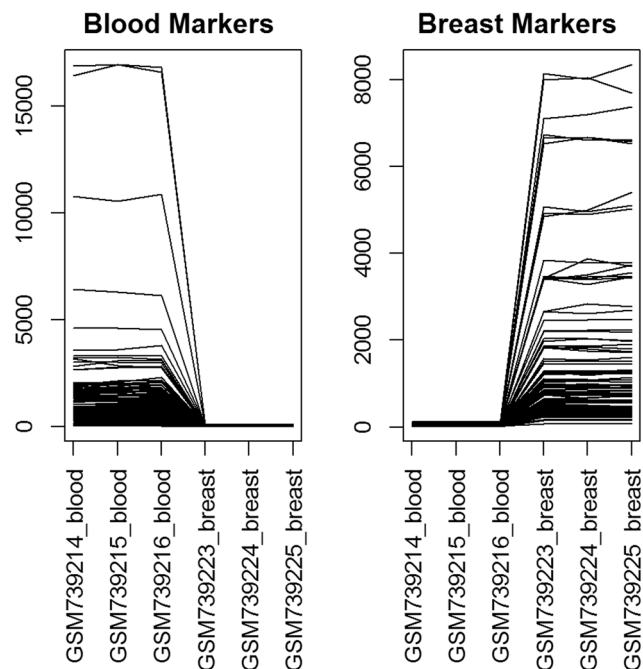 Blood Markers
15000
10000
5000
0
GSM739214_blood
GSM739215_blood
GSM739216_blood
GSM739223_breast
GSM739224_breast
GSM739225_breast
Breast Markers
8000
6000
4000
2000
0
GSM739214_blood
GSM739215_blood
GSM739216_blood
GSM739223_breast
GSM739224_breast
GSM739225_breast